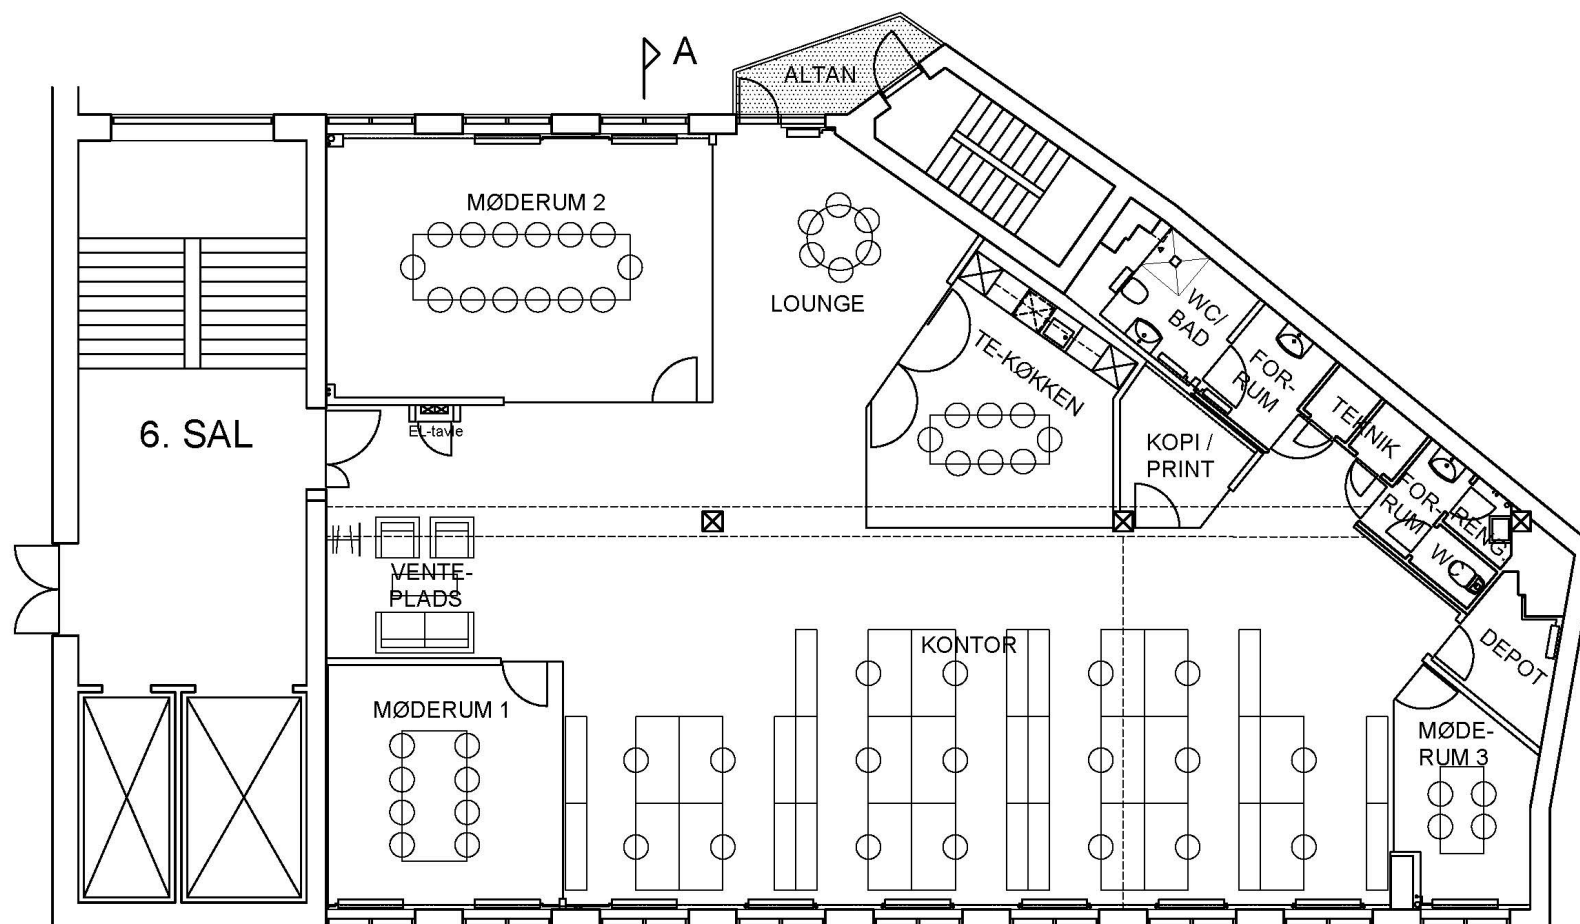 A
ALTAN
MØDERUM 2
LOUNGE
WC/
BAD
FOR-
RUM
TE-KØKKEN
TEKNIK
6. SAL
EL-tavle
KOPI /
PRINT
FOR-
RUM
RENG.
WC
VENTE-
PLADS
KONTOR
DEPOT
MØDERUM 1
MØDE-
RUM 3